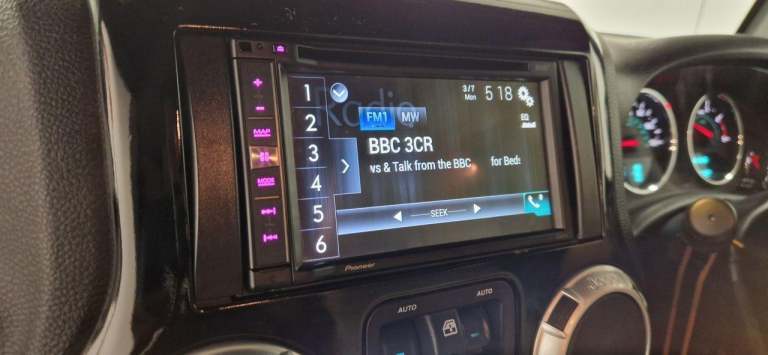 1
2
3
4
5
6
MAP
MODE
Radio
3/7
Mon
5 18
FM1 MW
EQ
BBC 3CR
ws & Talk from the BBC for Beds
SEEK
Pioneer
AUTO
AUTO